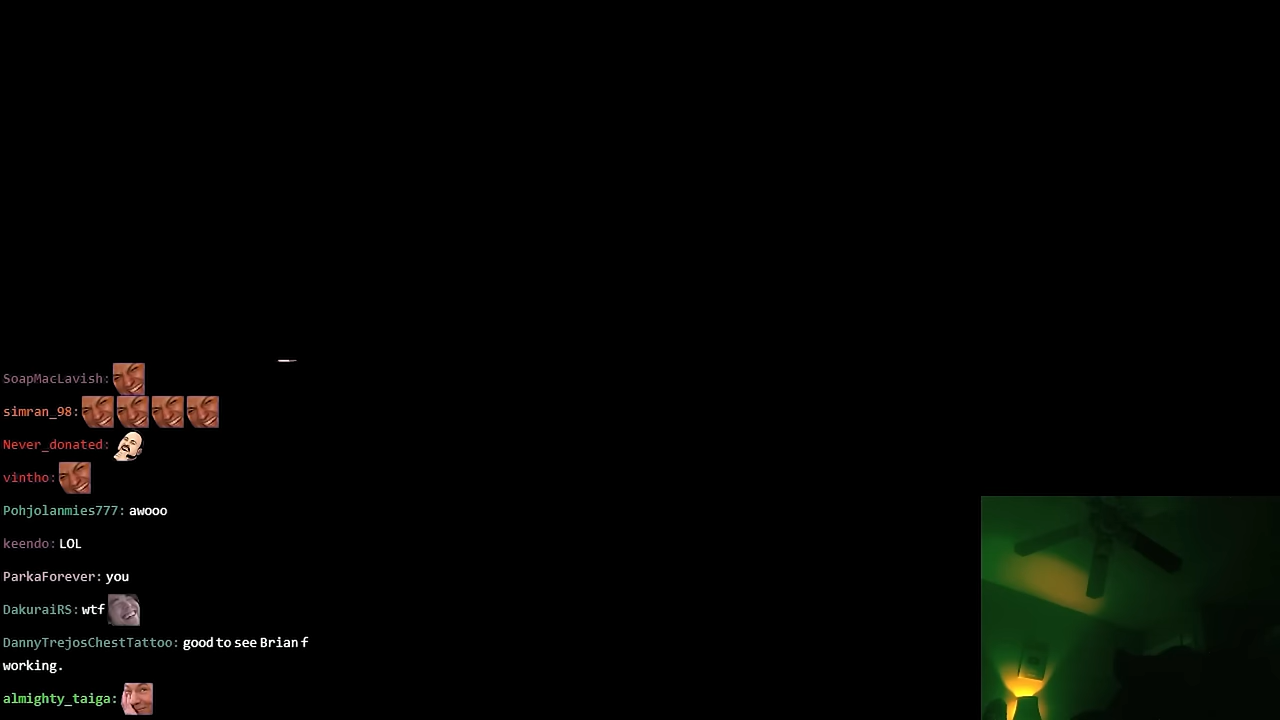 SoapMacLavish:
simran_98:
Never_donated:
vintho:
Pohjolanmies777: awooo
keendo: LOL
ParkaForever: you
DakuraiRS: wtf
DannyTrejosChestTattoo: good to see Brian f
working.
almighty_taiga: